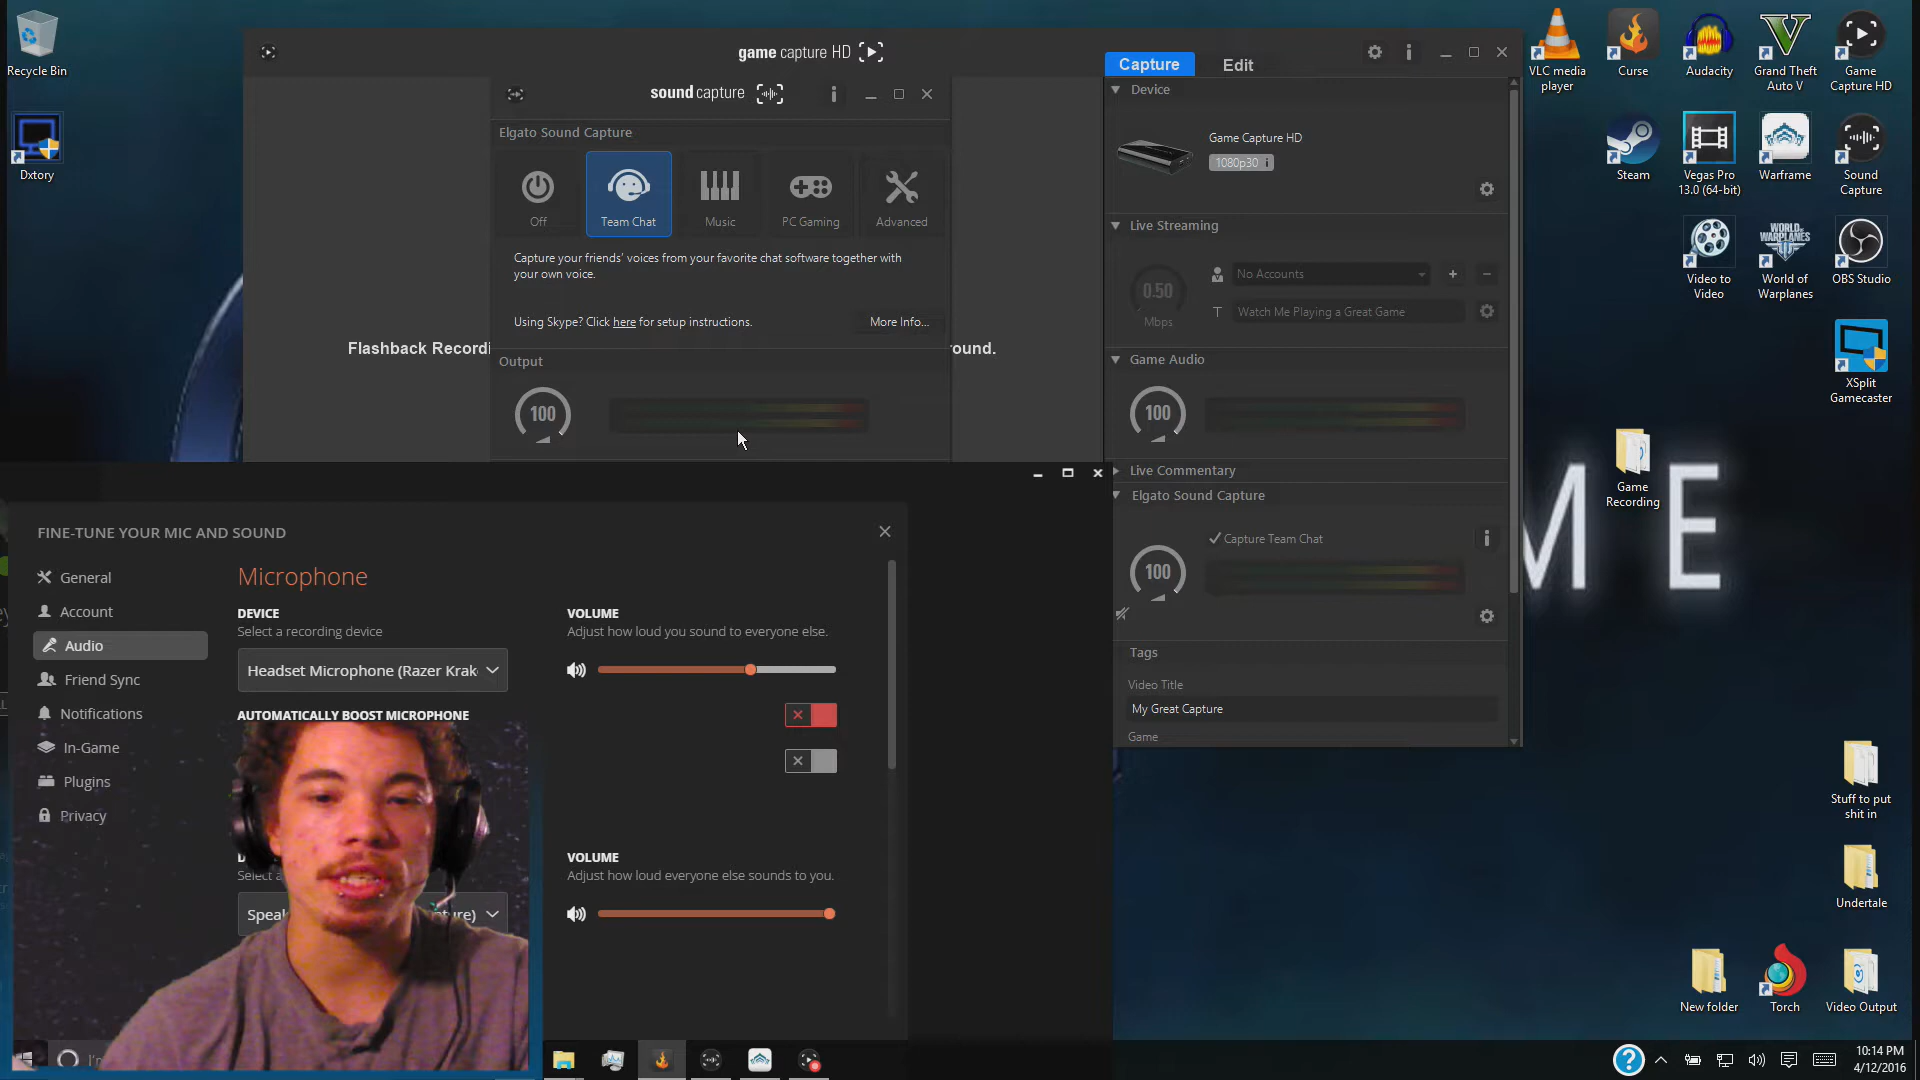 Recycle Bin
Dxtory
game capture HD
sound capture
Elgato Sound Capture
Off
Team Chat
Music
PC Gaming
Advanced
Capture your friends' voices from your favorite chat software together with
your own voice.
Using Skype? Click here for setup instructions.
More Info...
Flashback Recordi
ound.
Output
100
Capture
Edit
Device
Game Capture HD
1080p30
Live Streaming
0.50
Mbps
No Accounts
Watch Me Playing a Great Game
Game Audio
100
Live Commentary
Elgato Sound Capture
Capture Team Chat
100
Tags
Video Title
My Great Capture
Game
FINE-TUNE YOUR MIC AND SOUND
General
Account
Audio
Friend Sync
Notifications
In-Game
Plugins
Privacy
Microphone
DEVICE
Select a recording device
Headset Microphone (Razer Krak
AUTOMATICALLY BOOST MICROPHONE
VOLUME
Adjust how loud you sound to everyone else.
D
Select a
Speal
ture)
VOLUME
Adjust how loud everyone else sounds to you.
VLC media
player
Curse
Audacity
Grand Theft
Auto V
Game
Capture HD
Steam
Vegas Pro
13.0 (64-bit)
Warframe
Sound
Capture
Video to
Video
World of
Warplanes
OBS Studio
XSplit
Gamecaster
Game
Recording
M E
Stuff to put
shit in
Undertale
New folder
Torch
Video Output
I'm
10:14 PM
4/12/2016